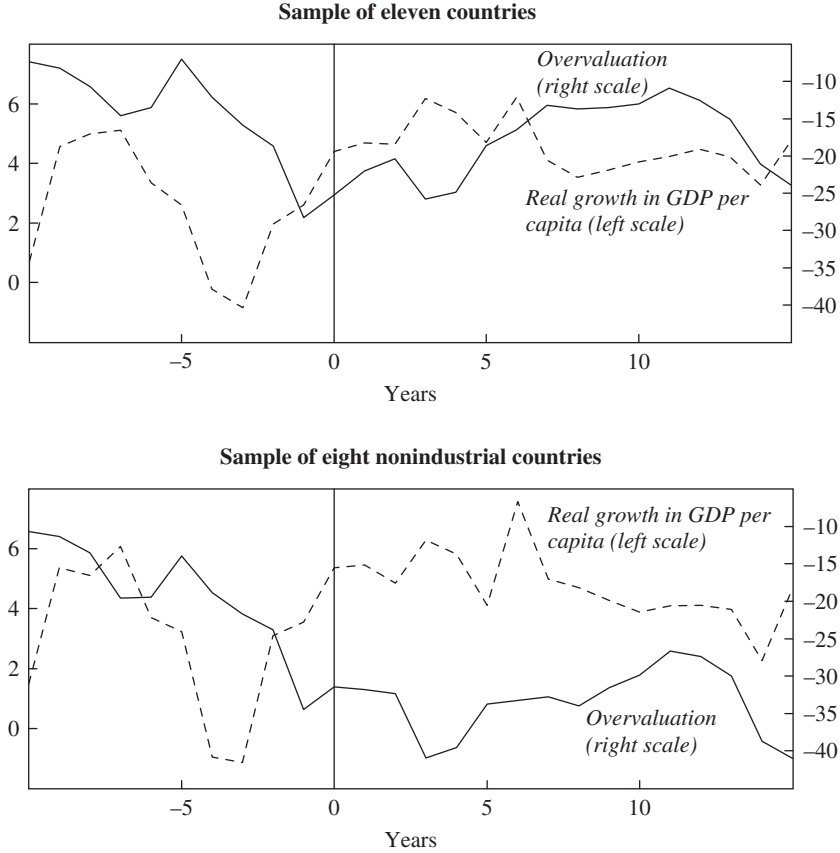 Sample of eleven countries
Overvaluation
(right scale)
Real growth in GDP per
capita (left scale)
6
4
2
0
–10
–15
–20
–25
–30
–35
–40
–5
0
5
10
Years
Sample of eight nonindustrial countries
Real growth in GDP per
capita (left scale)
Overvaluation
(right scale)
6
4
2
0
–10
–15
–20
–25
–30
–35
–40
–5
0
5
10
Years